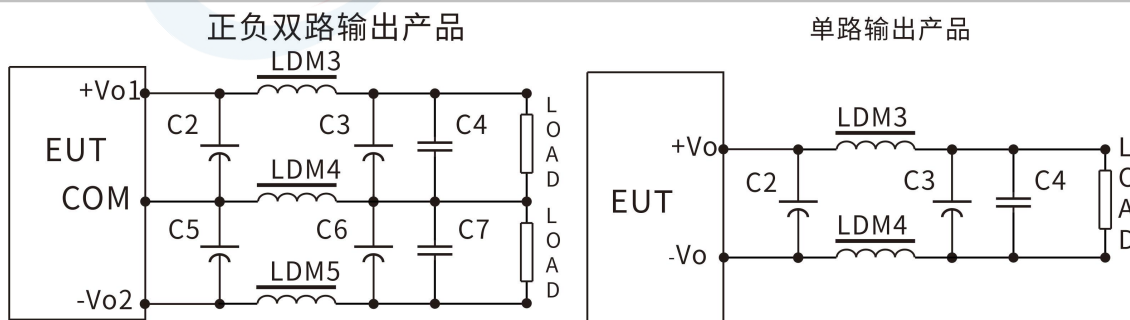 正负双路输出产品
LDM3
+Vo1
C2
C3
C4
LOAD
EUT
LDM4
COM
C5
C6
C7
LOAD
LDM5
-Vo2
单路输出产品
LDM3
+Vo
C2
C3
C4
LOAD
EUT
LDM4
-Vo